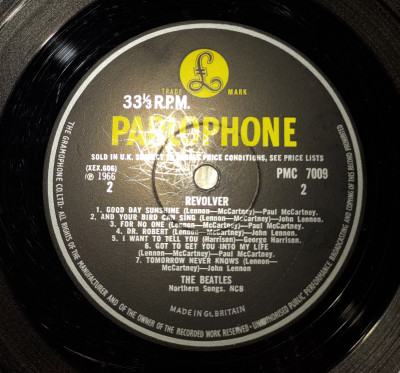 £
TRADE MARK
33⅓ R.P.M.
PARLOPHONE
SOLD IN U.K. SUBJECT TO RESALE PRICE CONDITIONS, SEE PRICE LISTS
(XEX.606)
℗ 1966
2
PMC 7009
2
REVOLVER
1. GOOD DAY SUNSHINE (Lennon—McCartney)—Paul McCartney.
2. AND YOUR BIRD CAN SING (Lennon—McCartney)—John Lennon.
3. FOR NO ONE (Lennon—McCartney)—Paul McCartney.
4. DR. ROBERT (Lennon—McCartney)—John Lennon.
5. I WANT TO TELL YOU (Harrison)—George Harrison.
6. GOT TO GET YOU INTO MY LIFE
(Lennon—McCartney)—Paul McCartney.
7. TOMORROW NEVER KNOWS (Lennon—
McCartney)—John Lennon
THE BEATLES
Northern Songs. NCB
MADE IN GT. BRITAIN
THE GRAMOPHONE CO. LTD. ALL RIGHTS OF THE MANUFACTURER AND OF THE OWNER OF THE RECORDED WORK RESERVED · UNAUTHORISED PUBLIC PERFORMANCE BROADCASTING AND COPYING OF THIS RECORD PROHIBITED